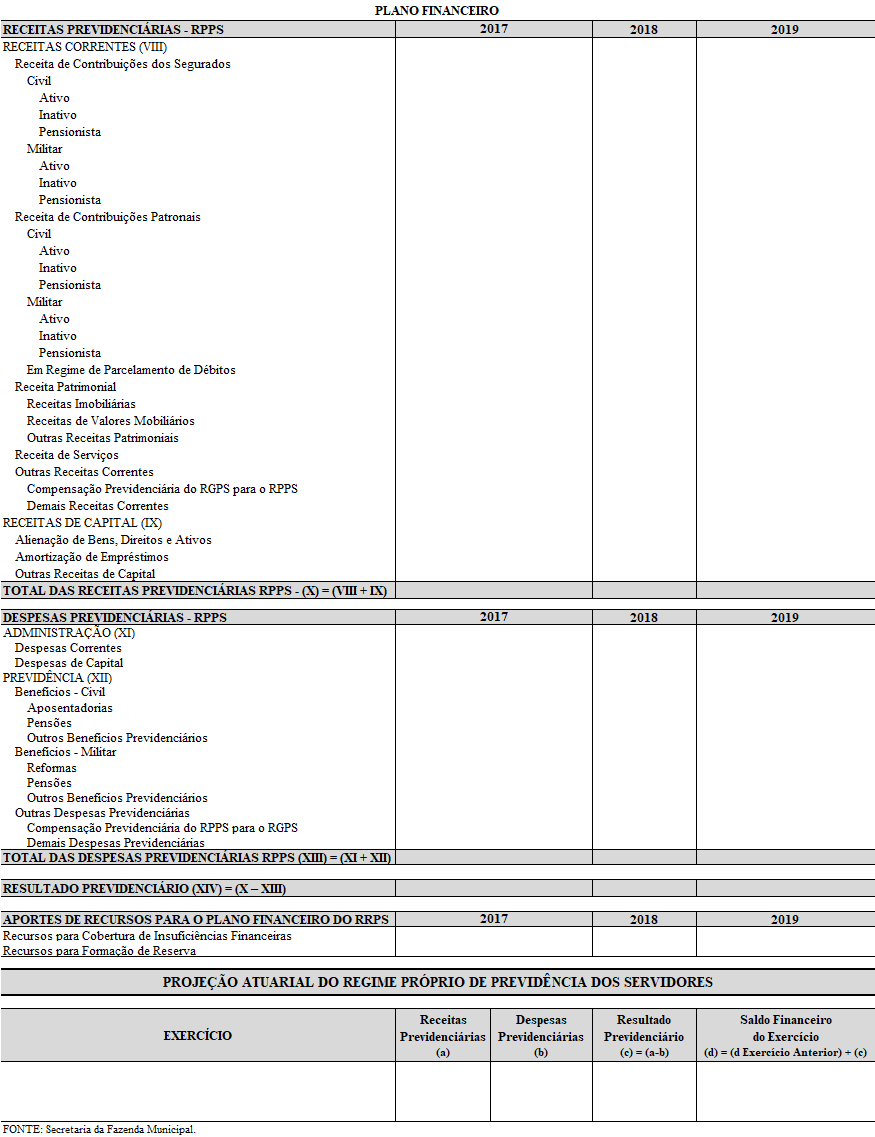 PLANO FINANCEIRO
RECEITAS PREVIDENCIÁRIAS - RPPS 2017 2018 2019
RECEITAS CORRENTES (VIII)
Receita de Contribuições dos Segurados
Civil
Ativo
Inativo
Pensionista
Militar
Ativo
Inativo
Pensionista
Receita de Contribuições Patronais
Civil
Ativo
Inativo
Pensionista
Militar
Ativo
Inativo
Pensionista
Em Regime de Parcelamento de Débitos
Receita Patrimonial
Receitas Imobiliárias
Receitas de Valores Mobiliários
Outras Receitas Patrimoniais
Receita de Serviços
Outras Receitas Correntes
Compensação Previdenciária do RGPS para o RPPS
Demais Receitas Correntes
RECEITAS DE CAPITAL (IX)
Alienação de Bens, Direitos e Ativos
Amortização de Empréstimos
Outras Receitas de Capital
TOTAL DAS RECEITAS PREVIDENCIÁRIAS RPPS - (X) = (VIII + IX)
DESPESAS PREVIDENCIÁRIAS - RPPS 2017 2018 2019
ADMINISTRAÇÃO (XI)
Despesas Correntes
Despesas de Capital
PREVIDÊNCIA (XII)
Benefícios - Civil
Aposentadorias
Pensões
Outros Benefícios Previdenciários
Benefícios - Militar
Reformas
Pensões
Outros Benefícios Previdenciários
Outras Despesas Previdenciárias
Compensação Previdenciária do RPPS para o RGPS
Demais Despesas Previdenciárias
TOTAL DAS DESPESAS PREVIDENCIÁRIAS RPPS (XIII) = (XI + XII)
RESULTADO PREVIDENCIÁRIO (XIV) = (X – XIII)
APORTES DE RECURSOS PARA O PLANO FINANCEIRO DO RRPS 2017 2018 2019
Recursos para Cobertura de Insuficiências Financeiras
Recursos para Formação de Reserva
PROJEÇÃO ATUARIAL DO REGIME PRÓPRIO DE PREVIDÊNCIA DOS SERVIDORES
EXERCÍCIO
Receitas
Previdenciárias
(a)
Despesas
Previdenciárias
(b)
Resultado
Previdenciário
(c) = (a-b)
Saldo Financeiro
do Exercício
(d) = (d Exercício Anterior) + (c)
FONTE: Secretaria da Fazenda Municipal.